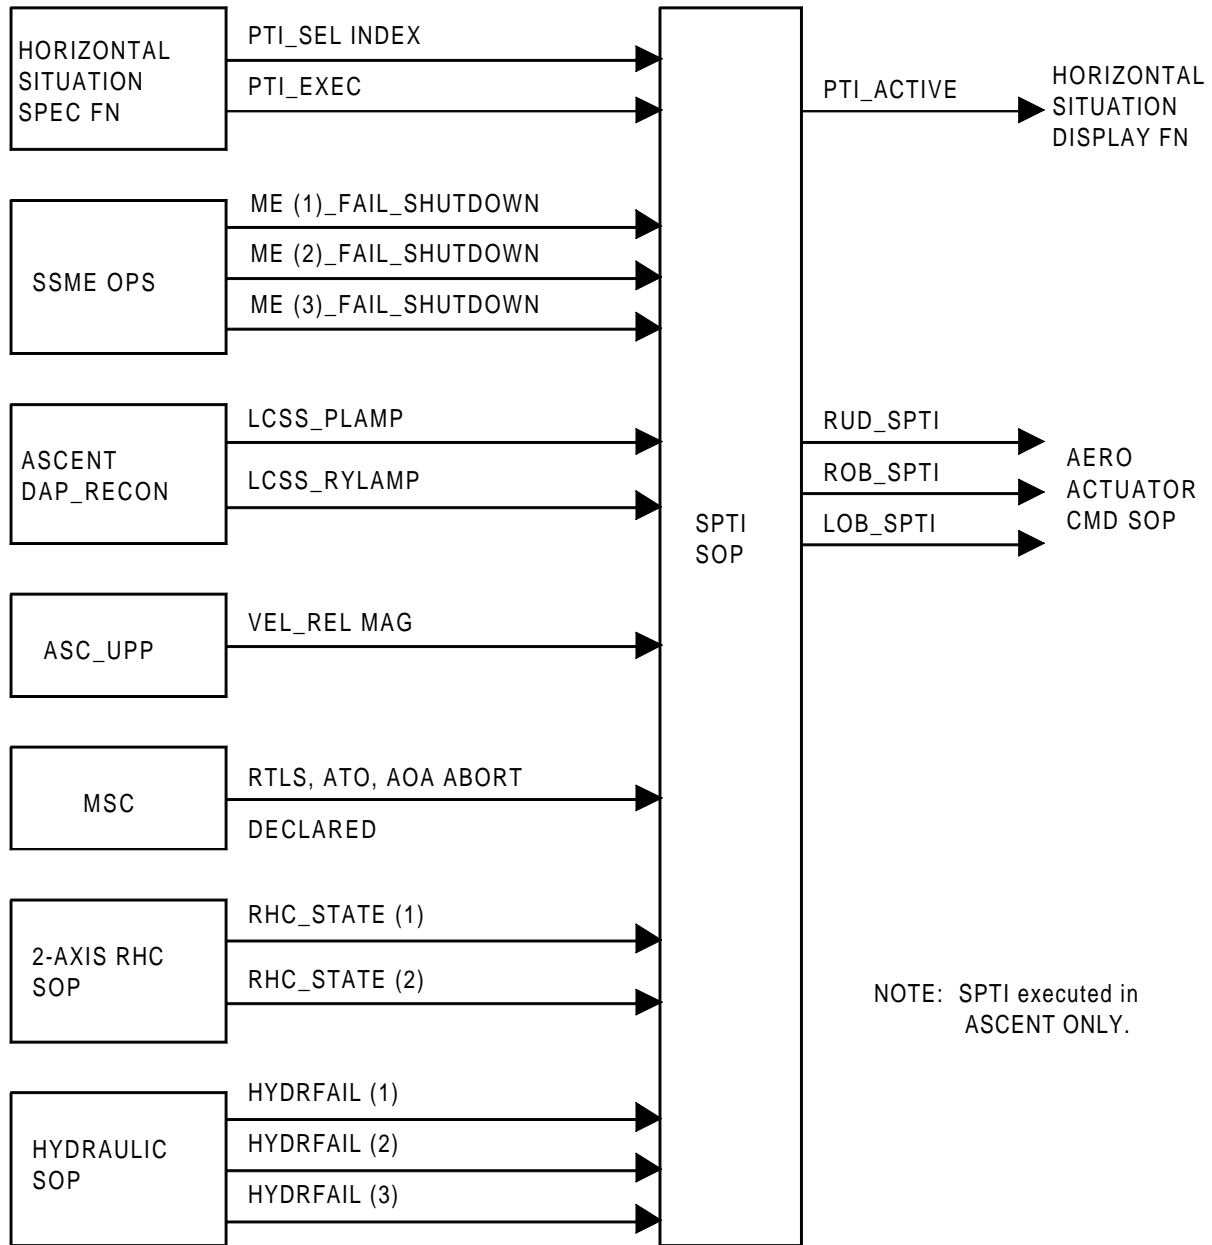 HORIZONTAL
SITUATION
SPEC FN
PTI_SEL INDEX
PTI_EXEC
SSME OPS
ME (1)_FAIL_SHUTDOWN
ME (2)_FAIL_SHUTDOWN
ME (3)_FAIL_SHUTDOWN
ASCENT
DAP_RECON
LCSS_PLAMP
LCSS_RYLAMP
ASC_UPP
VEL_REL MAG
MSC
RTLS, ATO, AOA ABORT
DECLARED
2-AXIS RHC
SOP
RHC_STATE (1)
RHC_STATE (2)
HYDRAULIC
SOP
HYDRFAIL (1)
HYDRFAIL (2)
HYDRFAIL (3)
SPTI
SOP
PTI_ACTIVE
HORIZONTAL
SITUATION
DISPLAY FN
RUD_SPTI
ROB_SPTI
LOB_SPTI
AERO
ACTUATOR
CMD SOP
NOTE: SPTI executed in
ASCENT ONLY.